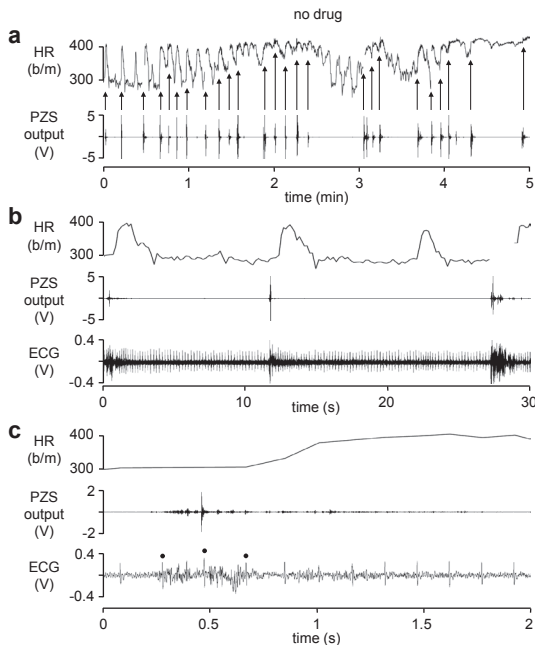 no drug
a
HR
(b/m)
400
300
PZS
output
(V)
5
-5
0 1 2 3 4 5
time (min)
b
HR
(b/m)
400
300
PZS
output
(V)
5
-5
ECG
(V)
0.4
-0.4
0 10 20 30
time (s)
c
HR
(b/m)
400
300
PZS
output
(V)
2
-2
ECG
(V)
0.4
-0.4
0 0.5 1 1.5 2
time (s)